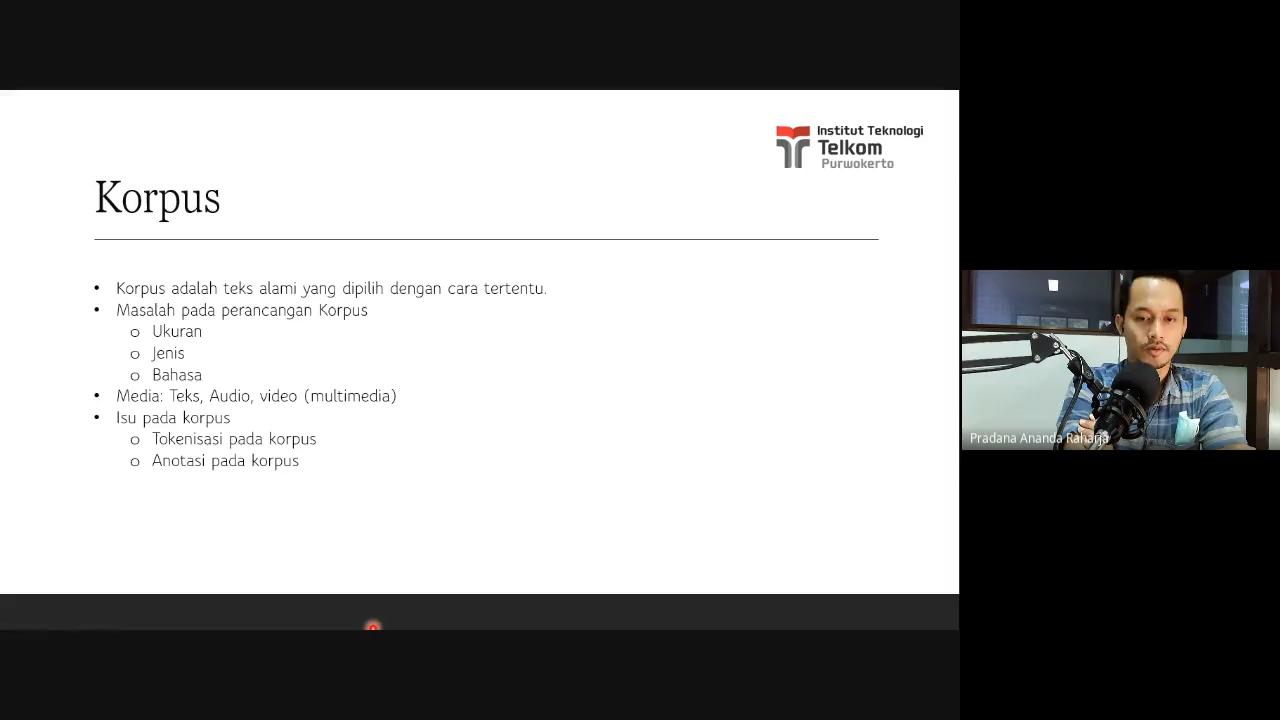 Institut Teknologi
Telkom
Purwokerto
Korpus
• Korpus adalah teks alami yang dipilih dengan cara tertentu.
• Masalah pada perancangan Korpus
o Ukuran
o Jenis
o Bahasa
• Media: Teks, Audio, video (multimedia)
• Isu pada korpus
o Tokenisasi pada korpus
o Anotasi pada korpus
Pradana Ananda Raharja